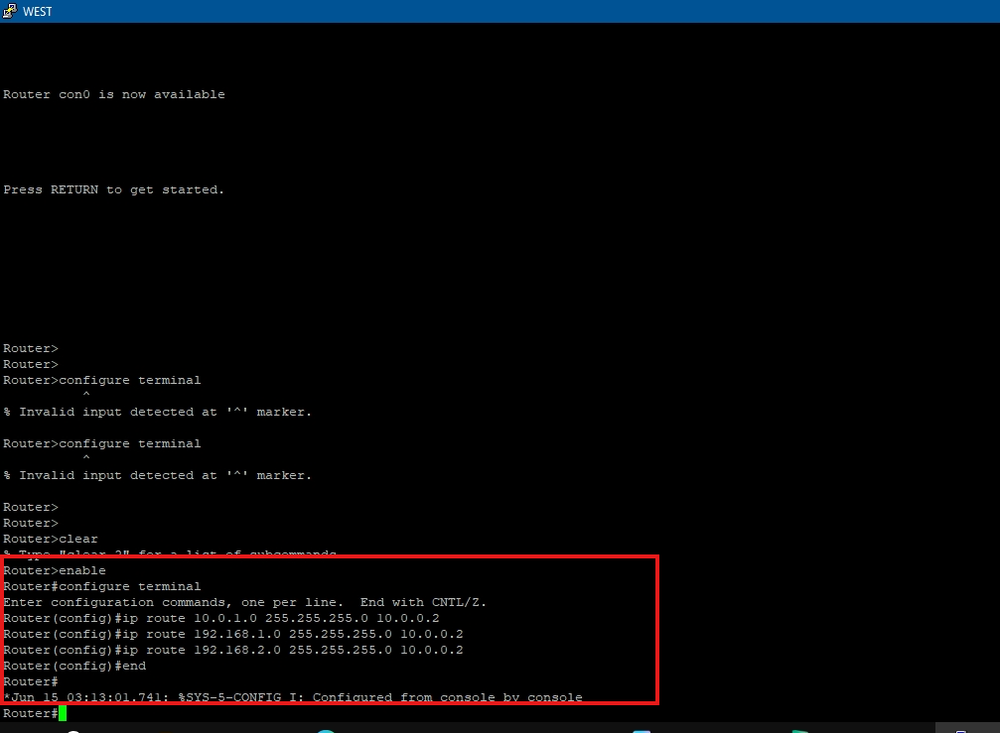 WEST
Router con0 is now available
Press RETURN to get started.
Router>
Router>
Router>configure terminal
^
% Invalid input detected at '^' marker.
Router>configure terminal
^
% Invalid input detected at '^' marker.
Router>
Router>
Router>clear
% Type "clear ?" for a list of subcommands
Router>enable
Router#configure terminal
Enter configuration commands, one per line.  End with CNTL/Z.
Router(config)#ip route 10.0.1.0 255.255.255.0 10.0.0.2
Router(config)#ip route 192.168.1.0 255.255.255.0 10.0.0.2
Router(config)#ip route 192.168.2.0 255.255.255.0 10.0.0.2
Router(config)#end
Router#
*Jun 15 03:13:01.741: %SYS-5-CONFIG_I: Configured from console by console
Router#